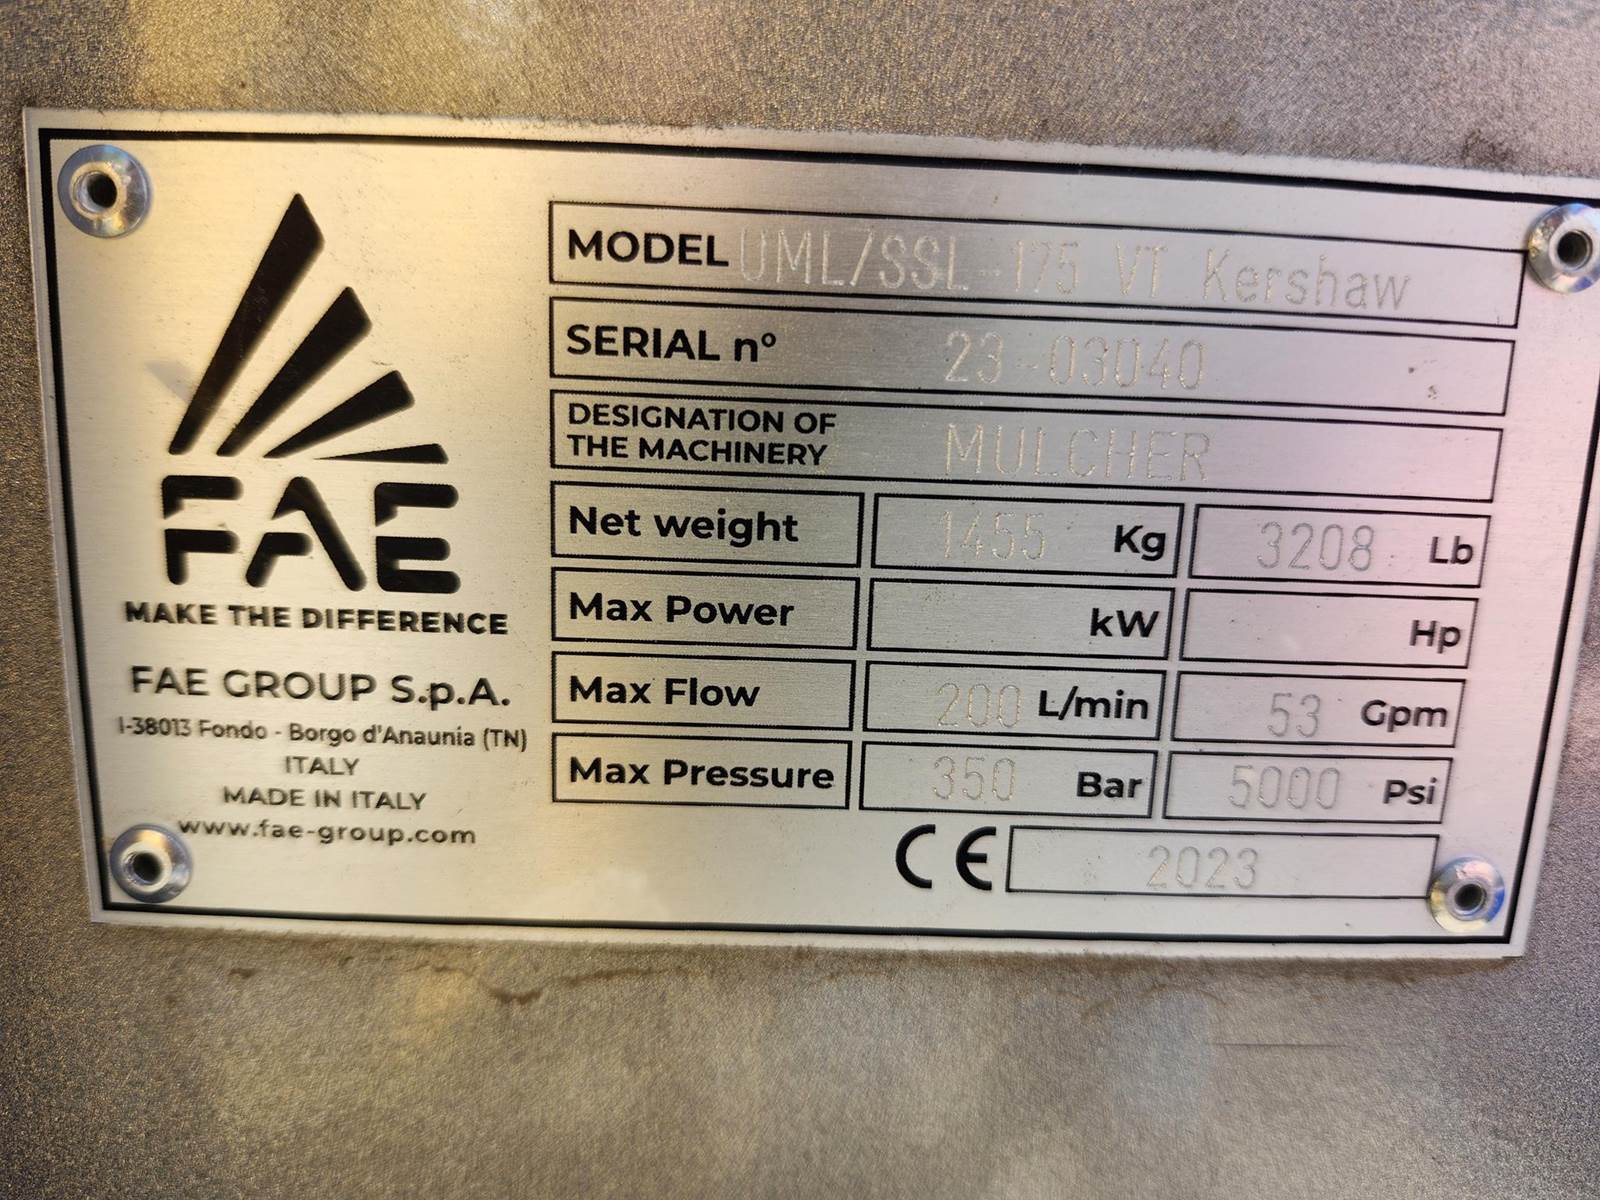 FAE
MAKE THE DIFFERENCE
FAE GROUP S.p.A.
I-38013 Fondo - Borgo d'Anaunia (TN)
ITALY
MADE IN ITALY
www.fae-group.com
MODEL UML/SSL-175 VT Kershaw
SERIAL n° 23-03040
DESIGNATION OF
THE MACHINERY MULCHER
Net weight 1455 Kg 3208 Lb
Max Power kW Hp
Max Flow 200 L/min 53 Gpm
Max Pressure 350 Bar 5000 Psi
CE 2023